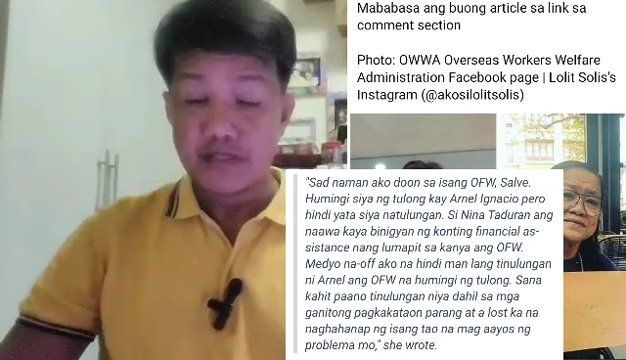 Mababasa ang buong article sa link sa
comment section
Photo: OWWA Overseas Workers Welfare
Administration Facebook page | Lolit Solis's
Instagram (@akosilolitsolis)
"Sad naman ako doon sa isang OFW, Salve.
Humingi siya ng tulong kay Arnel Ignacio pero
hindi yata siya natulungan. Si Nina Taduran ang
naawa kaya binigyan ng konting financial as-
sistance nang lumapit sa kanya ang OFW.
Medyo na-off ako na hindi man lang tinulungan
ni Arnel ang OFW na humingi ng tulong. Sana
kahit paano tinulungan niya dahil sa mga
ganitong pagkakataon parang at a lost ka na
naghahanap ng isang tao na mag aayos ng
problema mo," she wrote.